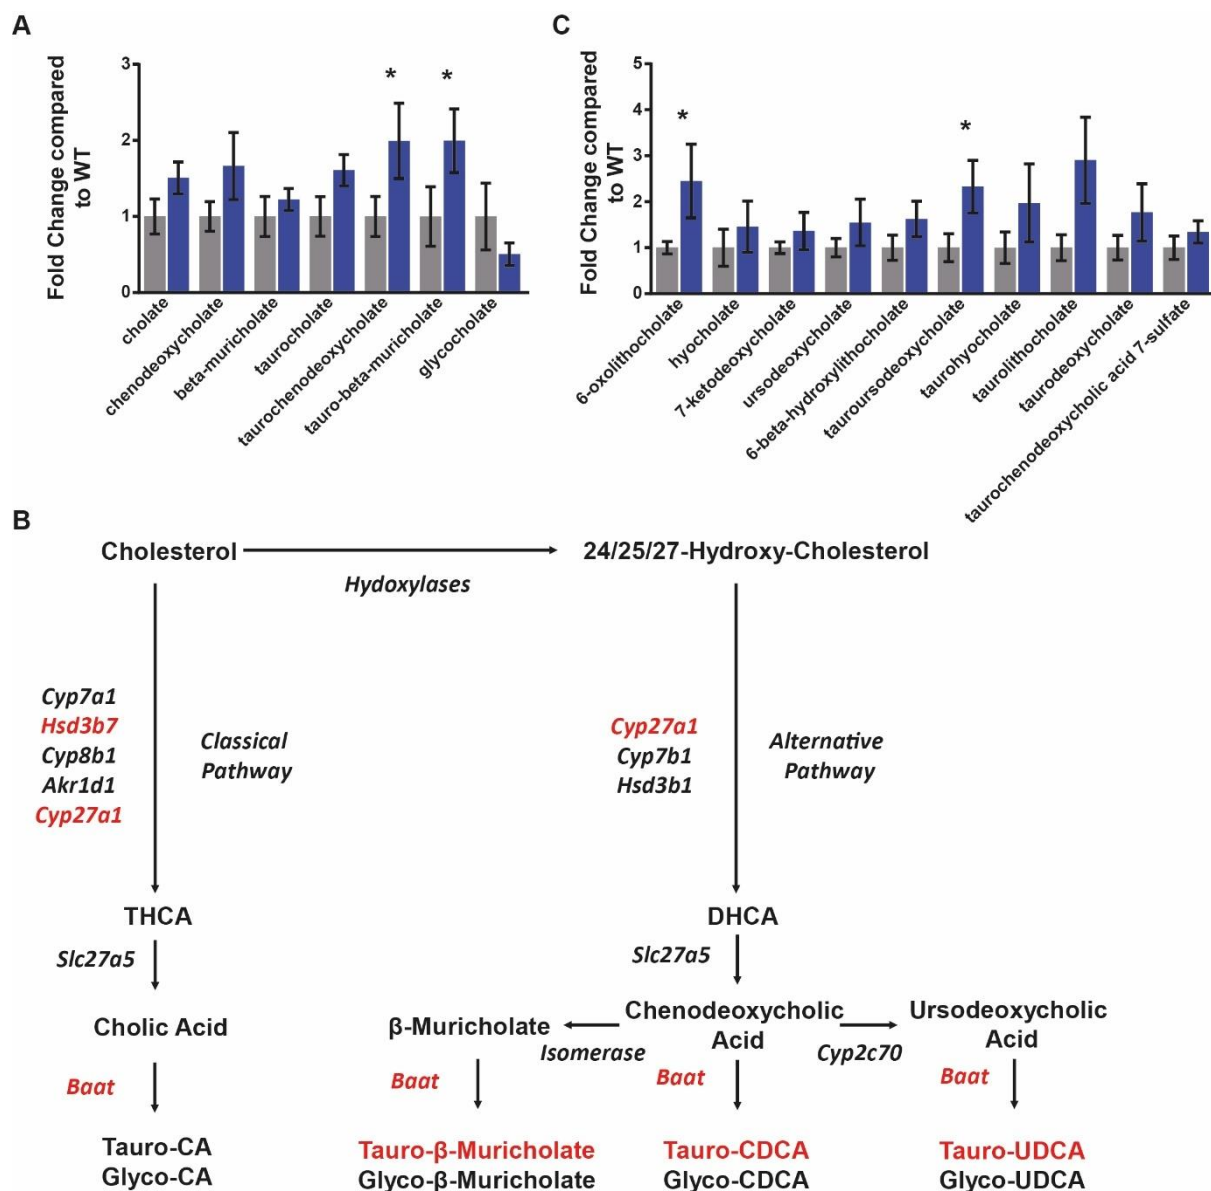 A
Fold Change compared
to WT
3
2
1
0
*
*
cholate
chenodeoxycholate
beta-muricholate
taurocholate
taurochenodeoxycholate
tauro-beta-muricholate
glycocholate
C
Fold Change compared
to WT
5
4
3
2
1
0
*
*
6-oxolithocholate
hyocholate
7-ketodeoxycholate
ursodeoxycholate
6-beta-hydroxylithocholate
tauroursodeoxycholate
taurohyocholate
taurolithocholate
taurodeoxycholate
taurochenodeoxycholic acid 7-sulfate
B
Cholesterol
24/25/27-Hydroxy-Cholesterol
Hydoxylases
Cyp7a1
Hsd3b7
Cyp8b1
Akr1d1
Cyp27a1
Classical
Pathway
Cyp27a1
Cyp7b1
Hsd3b1
Alternative
Pathway
THCA
DHCA
Slc27a5
Slc27a5
Cholic Acid
β-Muricholate
Isomerase
Chenodeoxycholic
Acid
Cyp2c70
Ursodeoxycholic
Acid
Baat
Baat
Baat
Baat
Tauro-CA
Glyco-CA
Tauro-β-Muricholate
Glyco-β-Muricholate
Tauro-CDCA
Glyco-CDCA
Tauro-UDCA
Glyco-UDCA